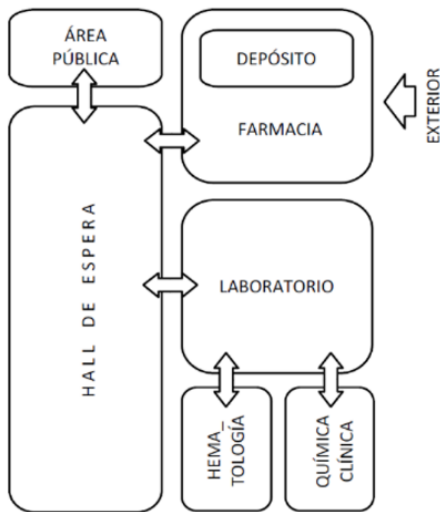 ÁREA
PÚBLICA
DEPÓSITO
FARMACIA
EXTERIOR
HALL DE ESPERA
LABORATORIO
HEMA_
TOLOGÍA
QUÍMICA
CLÍNICA